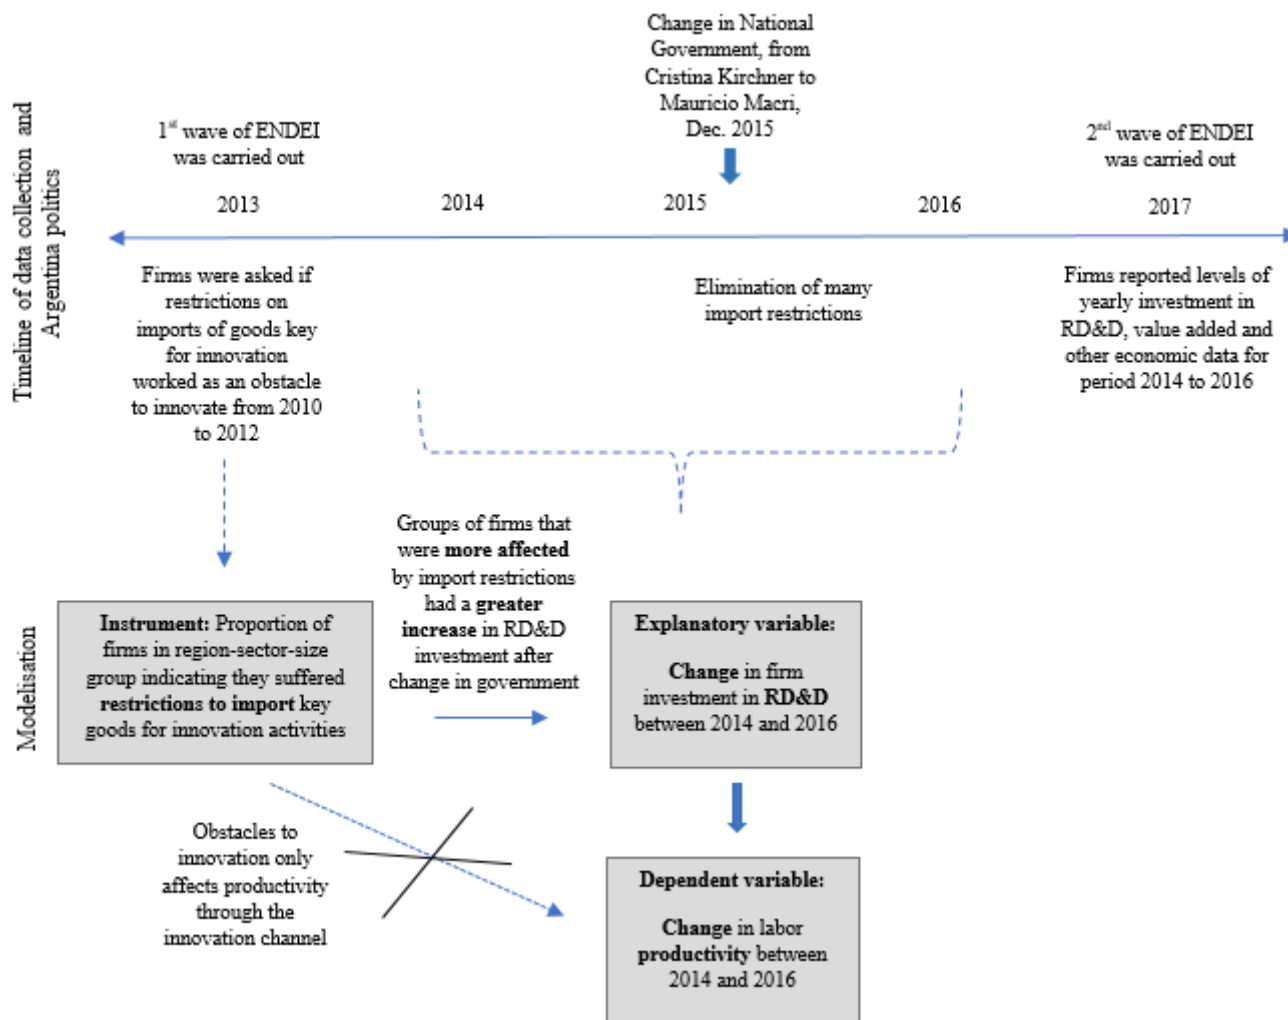 Change in National
Government, from
Cristina Kirchner to
Mauricio Macri,
Dec. 2015
Timeline of data collection and
Argentina politics
1st wave of ENDEI
was carried out
2nd wave of ENDEI
was carried out
2013
2014
2015
2016
2017
Firms were asked if
restrictions on
imports of goods key
for innovation
worked as an obstacle
to innovate from 2010
to 2012
Elimination of many
import restrictions
Firms reported levels of
yearly investment in
RD&D, value added and
other economic data for
period 2014 to 2016
Modelisation
Instrument: Proportion of
firms in region-sector-size
group indicating they suffered
restrictions to import key
goods for innovation activities
Groups of firms that
were more affected
by import restrictions
had a greater
increase in RD&D
investment after
change in government
Explanatory variable:
Change in firm
investment in RD&D
between 2014 and 2016
Obstacles to
innovation only
affects productivity
through the
innovation channel
Dependent variable:
Change in labor
productivity between
2014 and 2016